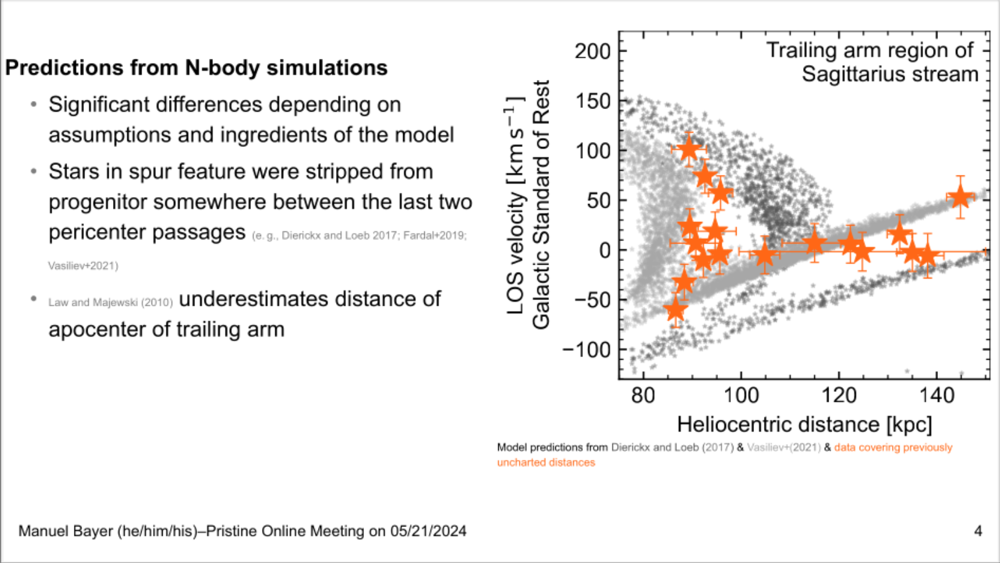 Predictions from N-body simulations
• Significant differences depending on
assumptions and ingredients of the model
• Stars in spur feature were stripped from
progenitor somewhere between the last two
pericenter passages (e. g., Dierickx and Loeb 2017; Fardal+2019;
Vasiliev+2021)
• Law and Majewski (2010) underestimates distance of
apocenter of trailing arm
Trailing arm region of
Sagittarius stream
LOS velocity [km s⁻¹]
Galactic Standard of Rest
200
150
100
50
0
−50
−100
80 100 120 140
Heliocentric distance [kpc]
Model predictions from Dierickx and Loeb (2017) & Vasiliev+(2021) & data covering previously
uncharted distances
Manuel Bayer (he/him/his)–Pristine Online Meeting on 05/21/2024
4